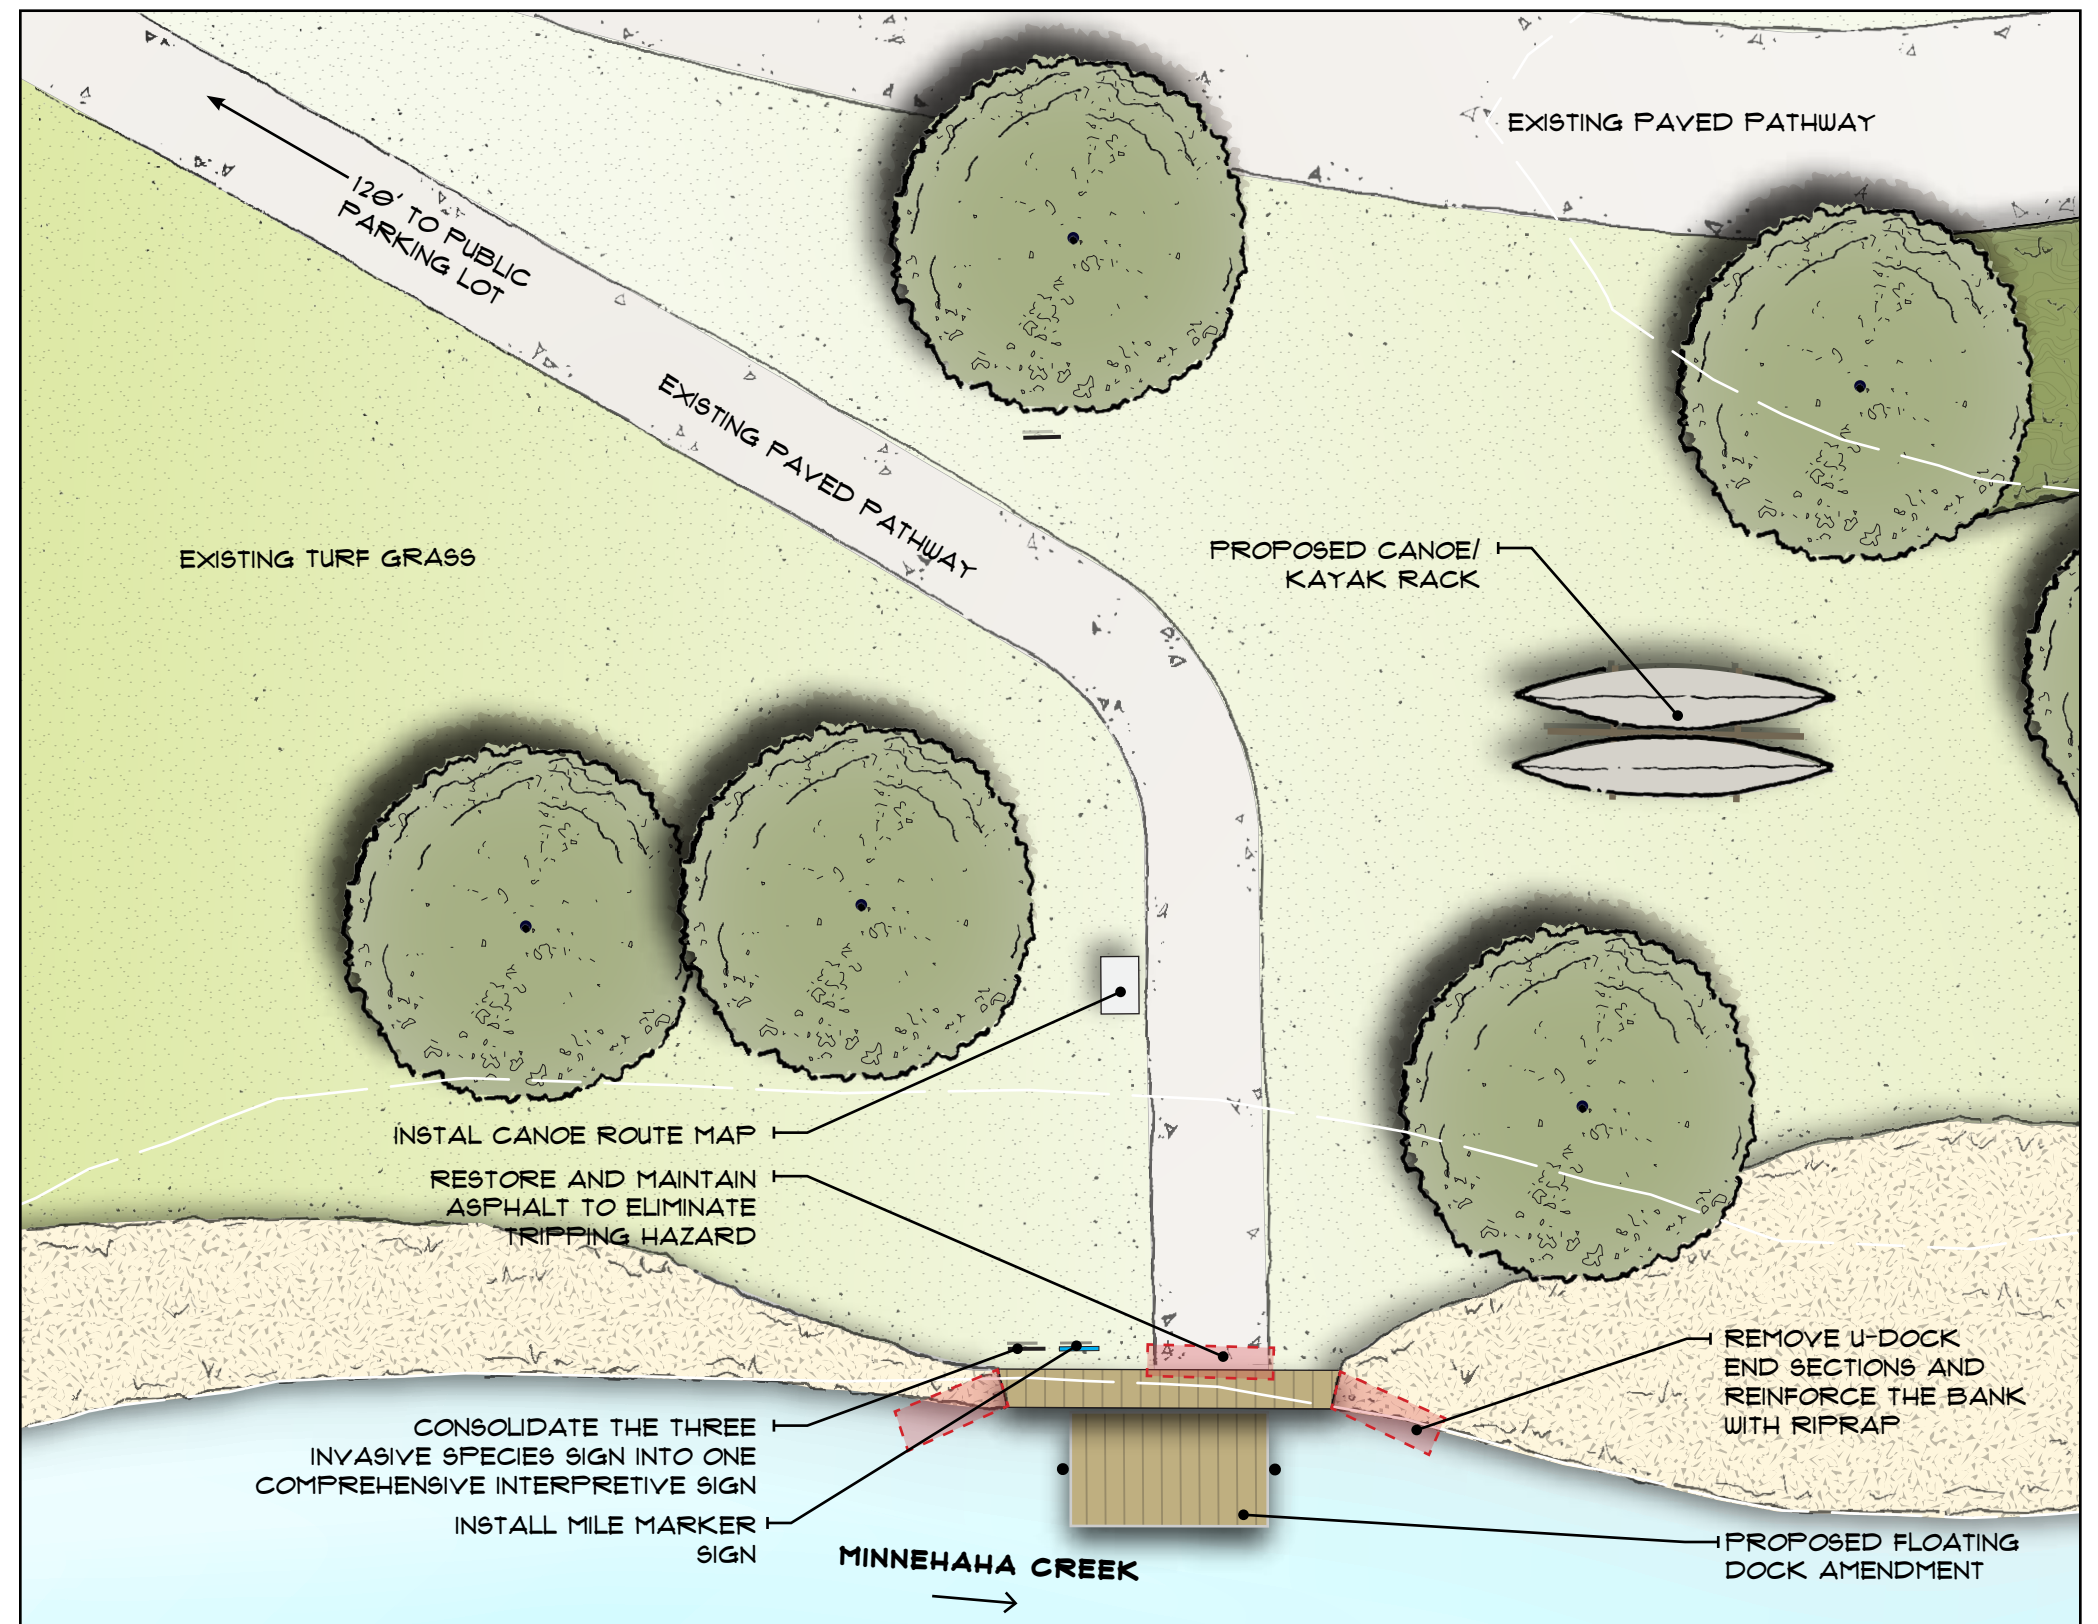 EXISTING PAVED PATHWAY
120' TO PUBLIC
PARKING LOT
EXISTING PAVED PATHWAY
EXISTING TURF GRASS
PROPOSED CANOE/
KAYAK RACK
INSTAL CANOE ROUTE MAP
RESTORE AND MAINTAIN
ASPHALT TO ELIMINATE
TRIPPING HAZARD
REMOVE U-DOCK
END SECTIONS AND
REINFORCE THE BANK
WITH RIPRAP
CONSOLIDATE THE THREE
INVASIVE SPECIES SIGN INTO ONE
COMPREHENSIVE INTERPRETIVE SIGN
INSTALL MILE MARKER
SIGN
MINNEHAHA CREEK
PROPOSED FLOATING
DOCK AMENDMENT